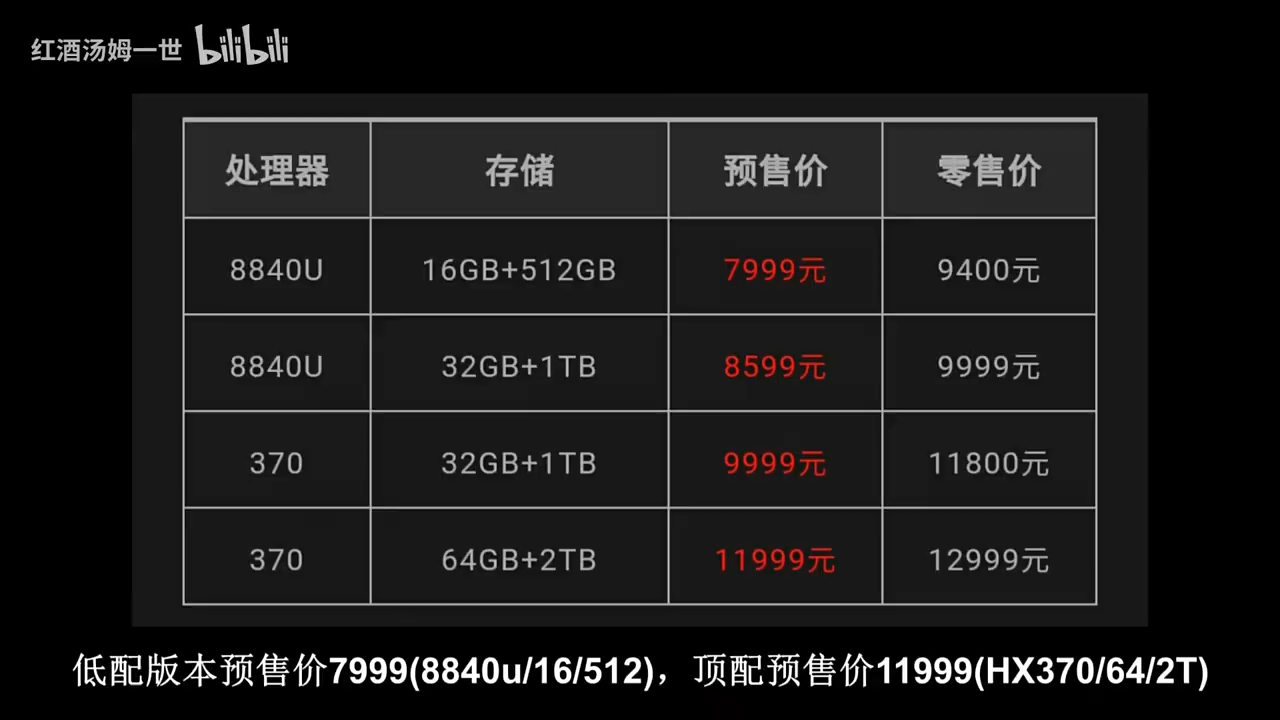 红酒汤姆一世 bilibili
处理器 存储 预售价 零售价
8840U 16GB+512GB 7999元 9400元
8840U 32GB+1TB 8599元 9999元
370 32GB+1TB 9999元 11800元
370 64GB+2TB 11999元 12999元
低配版本预售价7999(8840u/16/512)，顶配预售价11999(HX370/64/2T)